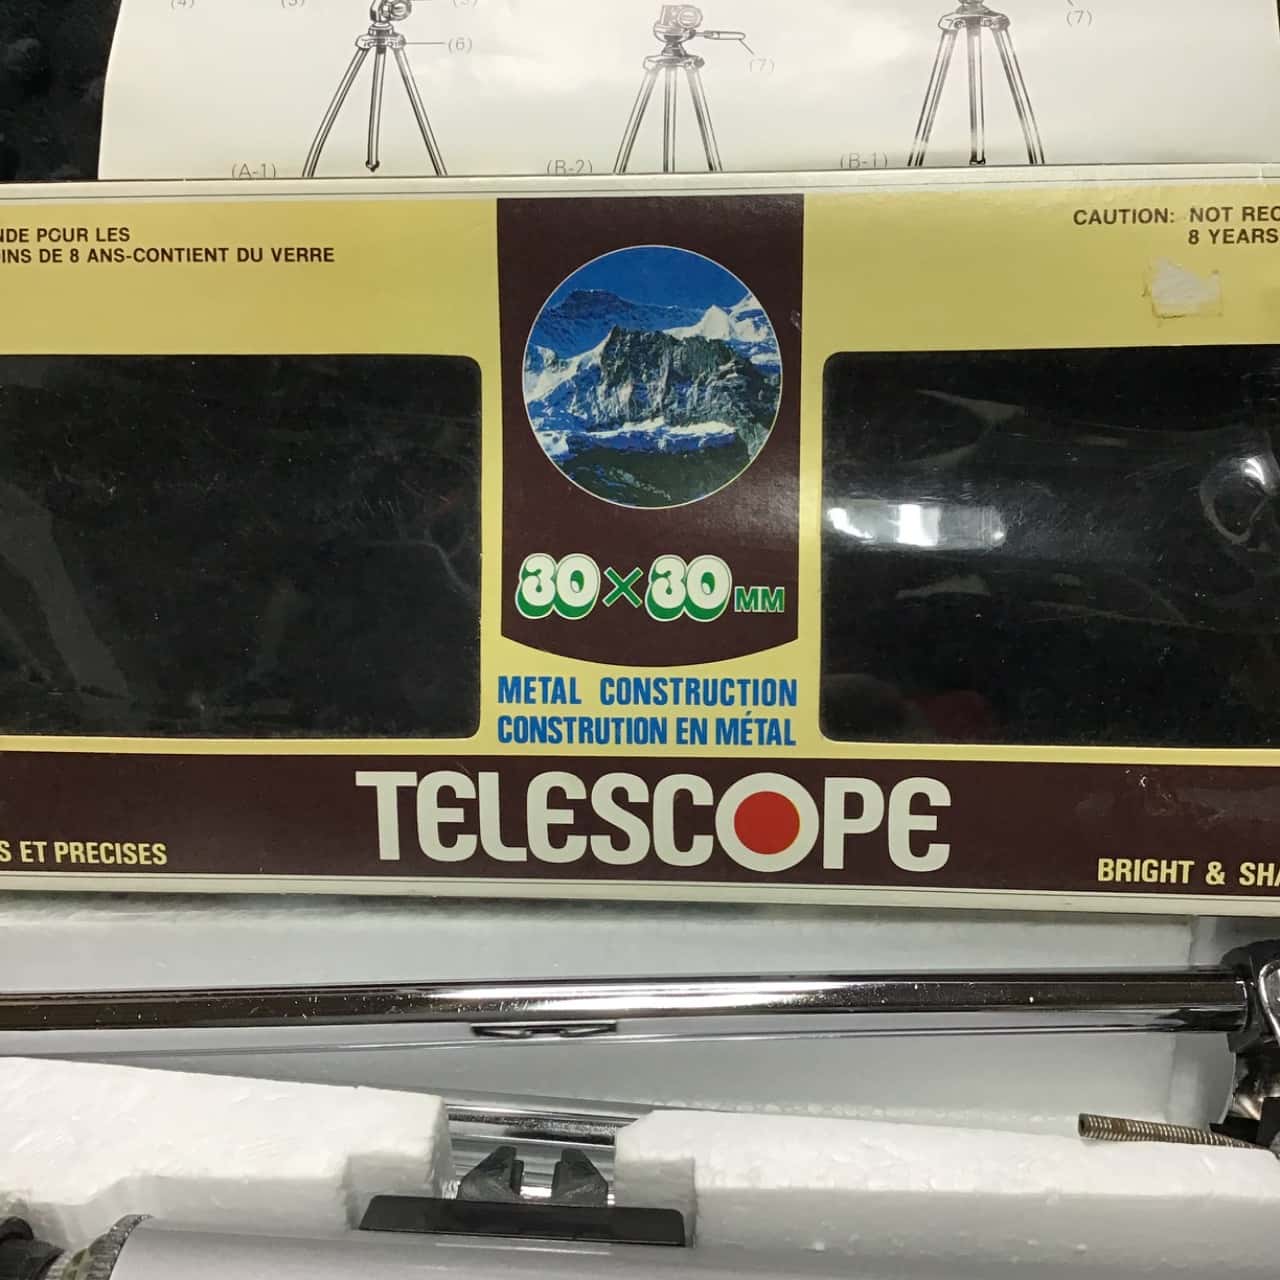 (4) (5) (3)
(6)
(7)
(7)
(A-1) (B-2) (B-1)
NDE POUR LES
INS DE 8 ANS-CONTIENT DU VERRE
CAUTION: NOT REC
8 YEARS
30×30MM
METAL CONSTRUCTION
CONSTRUTION EN MÉTAL
TELESCOPE
S ET PRECISES
BRIGHT & SHA